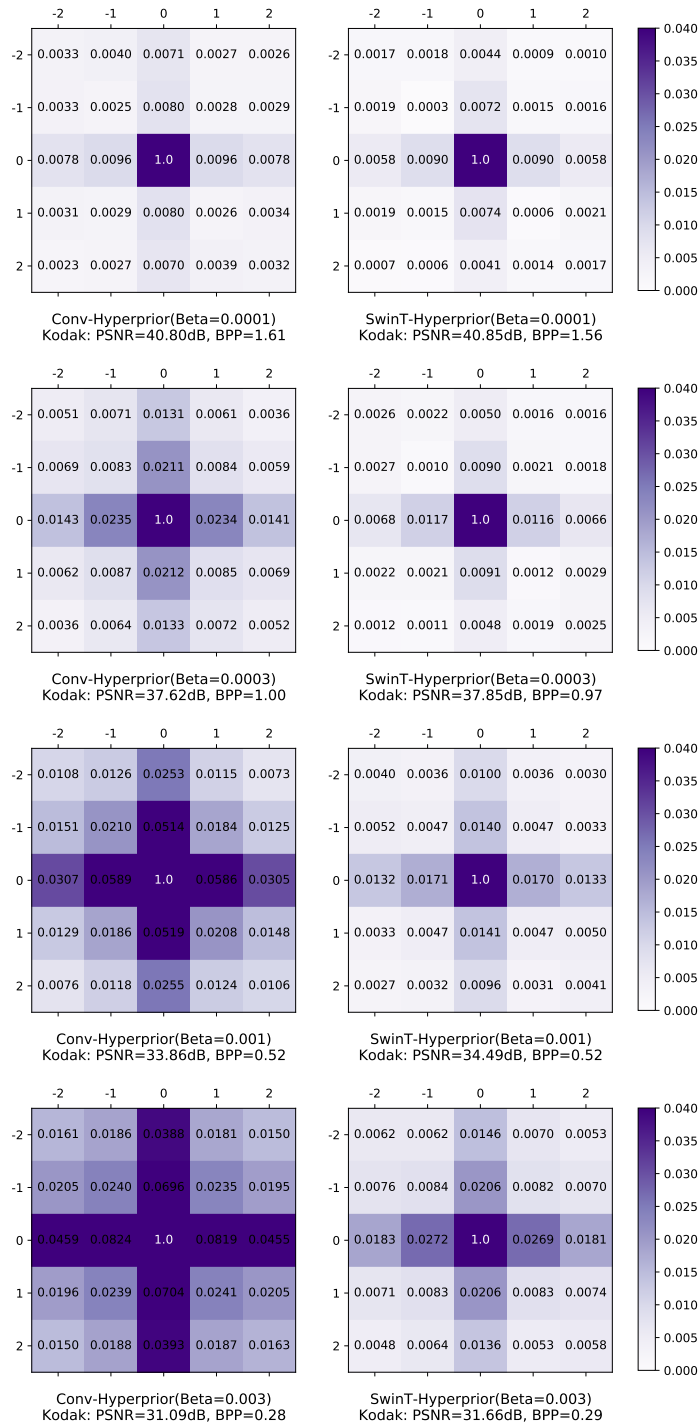 -2 -1 0 1 2
-2 -1 0 1 2
-2 0.0033 0.0040 0.0071 0.0027 0.0026
0.0017 0.0018 0.0044 0.0009 0.0010
-1 0.0033 0.0025 0.0080 0.0028 0.0029
0.0019 0.0003 0.0072 0.0015 0.0016
0 0.0078 0.0096 1.0 0.0096 0.0078
0.0058 0.0090 1.0 0.0090 0.0058
1 0.0031 0.0029 0.0080 0.0026 0.0034
0.0019 0.0015 0.0074 0.0006 0.0021
2 0.0023 0.0027 0.0070 0.0039 0.0032
0.0007 0.0006 0.0041 0.0014 0.0017
0.040
0.035
0.030
0.025
0.020
0.015
0.010
0.005
0.000
Conv-Hyperprior(Beta=0.0001)
Kodak: PSNR=40.80dB, BPP=1.61
SwinT-Hyperprior(Beta=0.0001)
Kodak: PSNR=40.85dB, BPP=1.56
-2 -1 0 1 2
-2 -1 0 1 2
-2 0.0051 0.0071 0.0131 0.0061 0.0036
0.0026 0.0022 0.0050 0.0016 0.0016
-1 0.0069 0.0083 0.0211 0.0084 0.0059
0.0027 0.0010 0.0090 0.0021 0.0018
0 0.0143 0.0235 1.0 0.0234 0.0141
0.0068 0.0117 1.0 0.0116 0.0066
1 0.0062 0.0087 0.0212 0.0085 0.0069
0.0022 0.0021 0.0091 0.0012 0.0029
2 0.0036 0.0064 0.0133 0.0072 0.0052
0.0012 0.0011 0.0048 0.0019 0.0025
0.040
0.035
0.030
0.025
0.020
0.015
0.010
0.005
0.000
Conv-Hyperprior(Beta=0.0003)
Kodak: PSNR=37.62dB, BPP=1.00
SwinT-Hyperprior(Beta=0.0003)
Kodak: PSNR=37.85dB, BPP=0.97
-2 -1 0 1 2
-2 -1 0 1 2
-2 0.0108 0.0126 0.0253 0.0115 0.0073
0.0040 0.0036 0.0100 0.0036 0.0030
-1 0.0151 0.0210 0.0514 0.0184 0.0125
0.0052 0.0047 0.0140 0.0047 0.0033
0 0.0307 0.0589 1.0 0.0586 0.0305
0.0132 0.0171 1.0 0.0170 0.0133
1 0.0129 0.0186 0.0519 0.0208 0.0148
0.0033 0.0047 0.0141 0.0047 0.0050
2 0.0076 0.0118 0.0255 0.0124 0.0106
0.0027 0.0032 0.0096 0.0031 0.0041
0.040
0.035
0.030
0.025
0.020
0.015
0.010
0.005
0.000
Conv-Hyperprior(Beta=0.001)
Kodak: PSNR=33.86dB, BPP=0.52
SwinT-Hyperprior(Beta=0.001)
Kodak: PSNR=34.49dB, BPP=0.52
-2 -1 0 1 2
-2 -1 0 1 2
-2 0.0161 0.0186 0.0388 0.0181 0.0150
0.0062 0.0062 0.0146 0.0070 0.0053
-1 0.0205 0.0240 0.0696 0.0235 0.0195
0.0076 0.0084 0.0206 0.0082 0.0070
0 0.0459 0.0824 1.0 0.0819 0.0455
0.0183 0.0272 1.0 0.0269 0.0181
1 0.0196 0.0239 0.0704 0.0241 0.0205
0.0071 0.0083 0.0206 0.0083 0.0074
2 0.0150 0.0188 0.0393 0.0187 0.0163
0.0048 0.0064 0.0136 0.0053 0.0058
0.040
0.035
0.030
0.025
0.020
0.015
0.010
0.005
0.000
Conv-Hyperprior(Beta=0.003)
Kodak: PSNR=31.09dB, BPP=0.28
SwinT-Hyperprior(Beta=0.003)
Kodak: PSNR=31.66dB, BPP=0.29